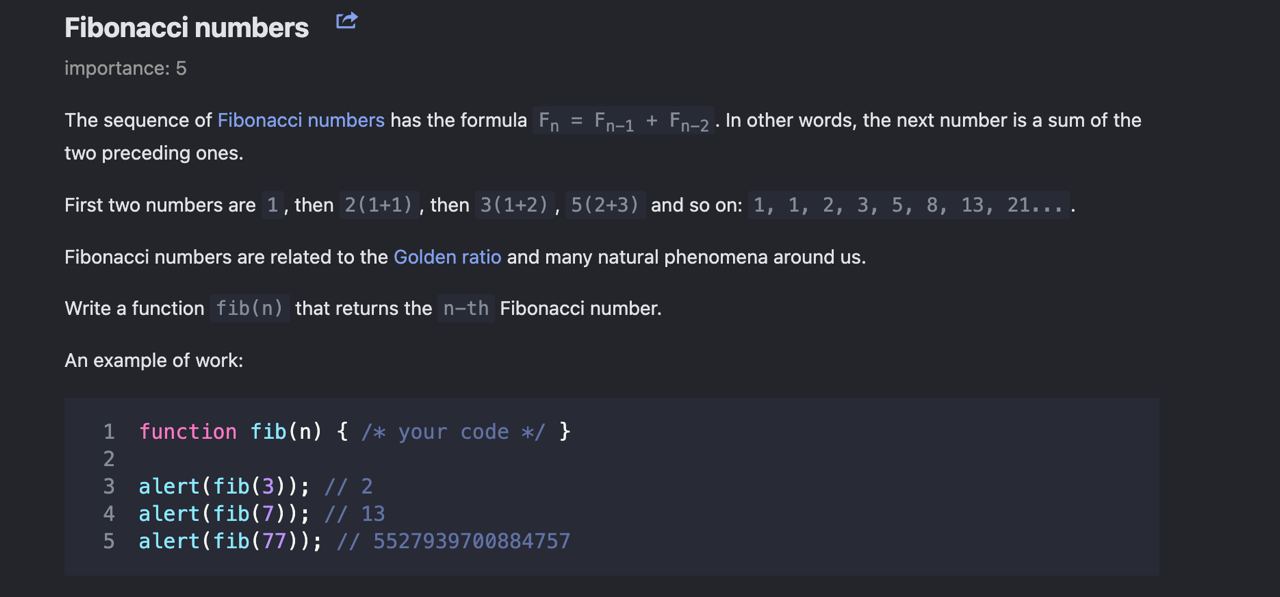 Fibonacci numbers
importance: 5
The sequence of Fibonacci numbers has the formula Fn = Fn-1 + Fn-2. In other words, the next number is a sum of the
two preceding ones.
First two numbers are 1, then 2(1+1), then 3(1+2), 5(2+3) and so on: 1, 1, 2, 3, 5, 8, 13, 21....
Fibonacci numbers are related to the Golden ratio and many natural phenomena around us.
Write a function fib(n) that returns the n-th Fibonacci number.
An example of work:
1 function fib(n) { /* your code */ }
2
3 alert(fib(3)); // 2
4 alert(fib(7)); // 13
5 alert(fib(77)); // 5527939700884757